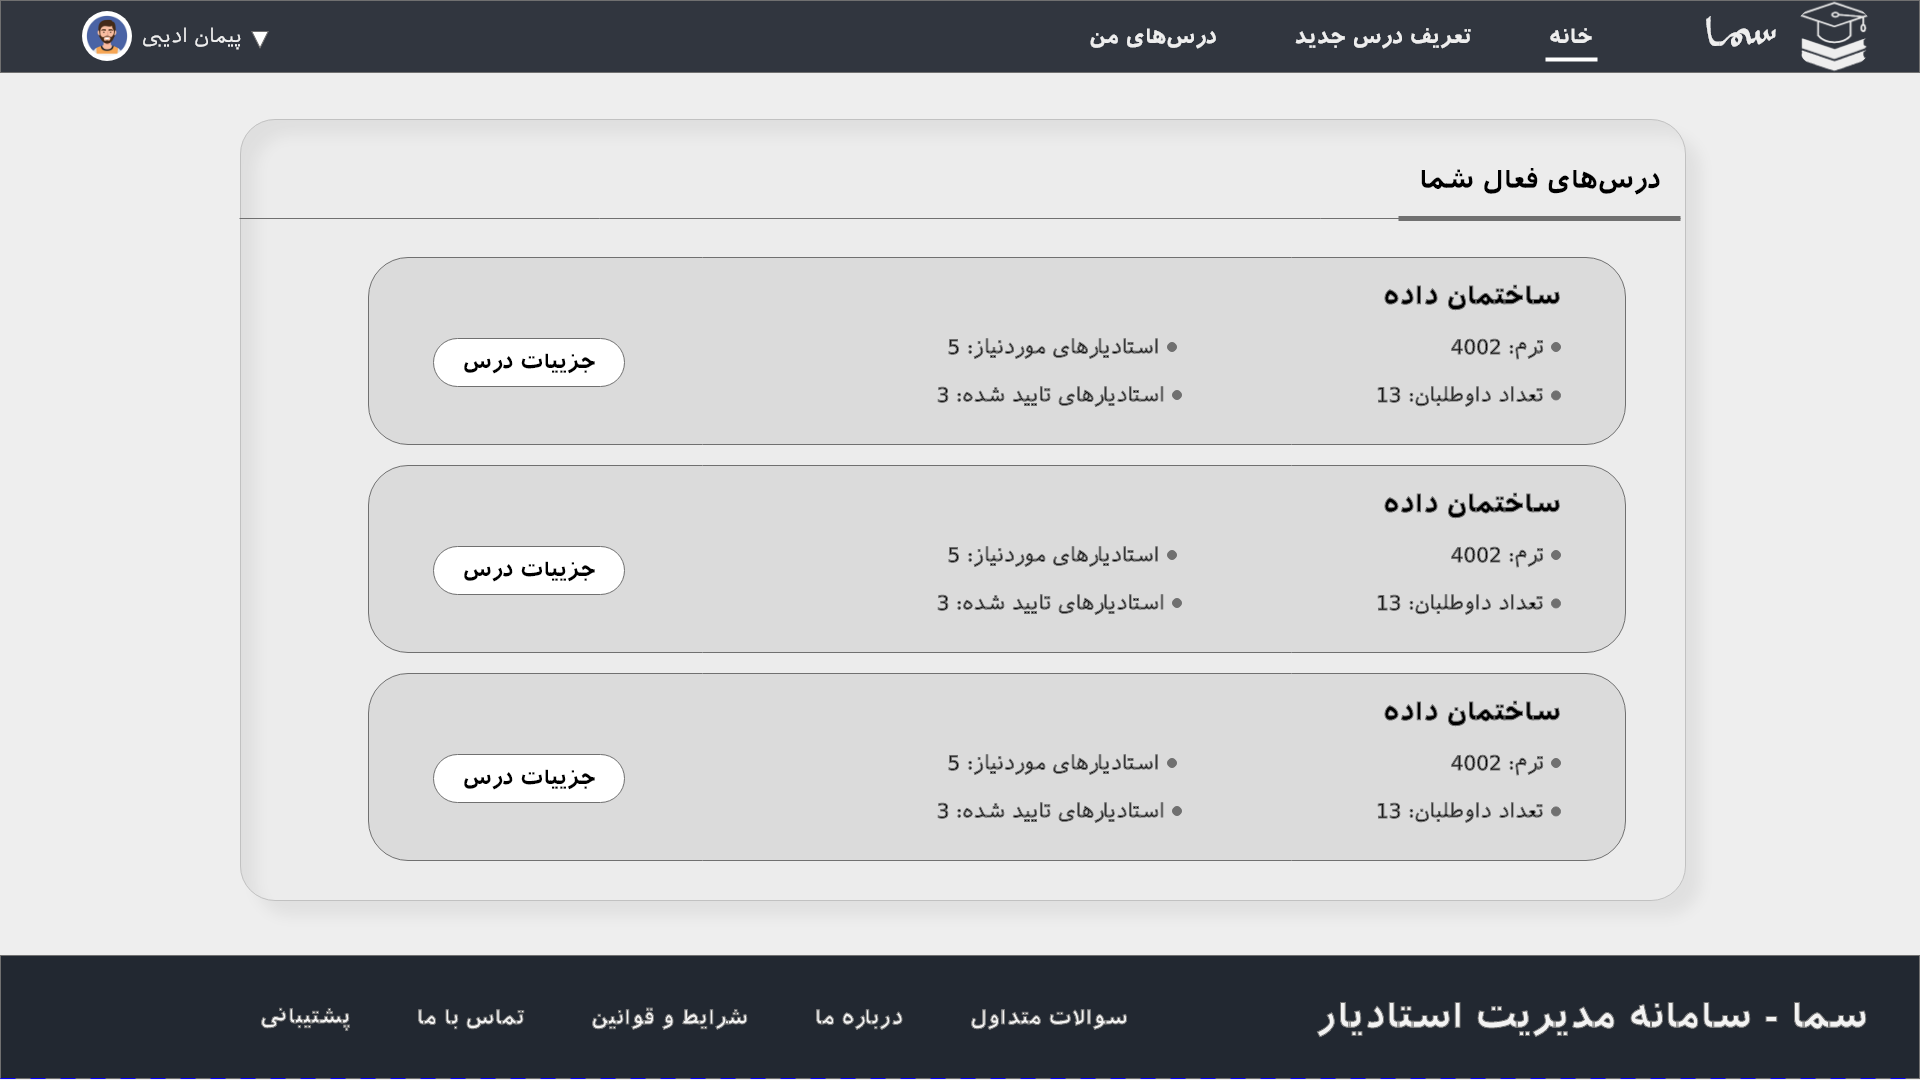 سما
خانه
تعریف درس جدید
درس‌های من
پیمان ادیبی
درس‌های فعال شما
ساختمان داده
ترم: 4002
استادیارهای موردنیاز: 5
تعداد داوطلبان: 13
استادیارهای تایید شده: 3
جزییات درس
ساختمان داده
ترم: 4002
استادیارهای موردنیاز: 5
تعداد داوطلبان: 13
استادیارهای تایید شده: 3
جزییات درس
ساختمان داده
ترم: 4002
استادیارهای موردنیاز: 5
تعداد داوطلبان: 13
استادیارهای تایید شده: 3
جزییات درس
سما - سامانه مدیریت استادیار
سوالات متداول
درباره ما
شرایط و قوانین
تماس با ما
پشتیبانی